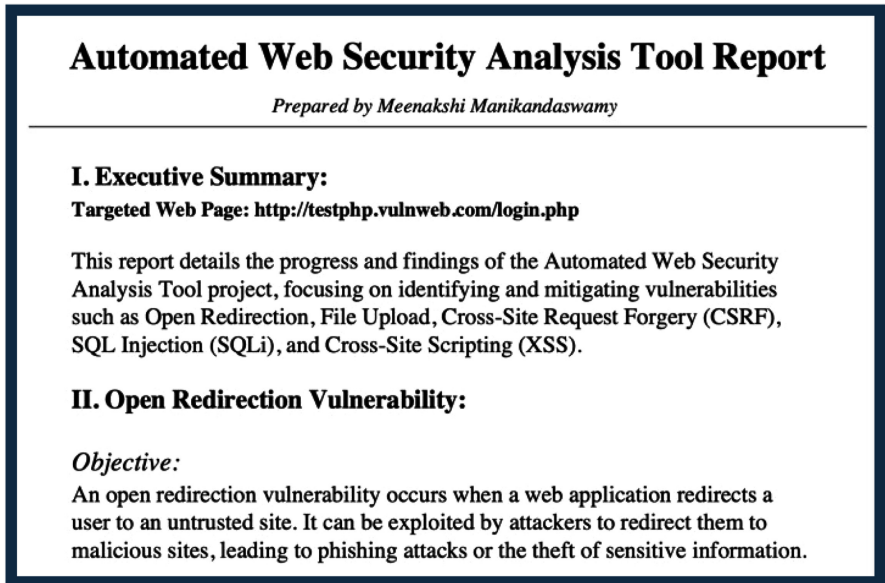 Automated Web Security Analysis Tool Report
Prepared by Meenakshi Manikandaswamy
I. Executive Summary:
Targeted Web Page: http://testphp.vulnweb.com/login.php
This report details the progress and findings of the Automated Web Security
Analysis Tool project, focusing on identifying and mitigating vulnerabilities
such as Open Redirection, File Upload, Cross-Site Request Forgery (CSRF),
SQL Injection (SQLi), and Cross-Site Scripting (XSS).
II. Open Redirection Vulnerability:
Objective:
An open redirection vulnerability occurs when a web application redirects a
user to an untrusted site. It can be exploited by attackers to redirect them to
malicious sites, leading to phishing attacks or the theft of sensitive information.